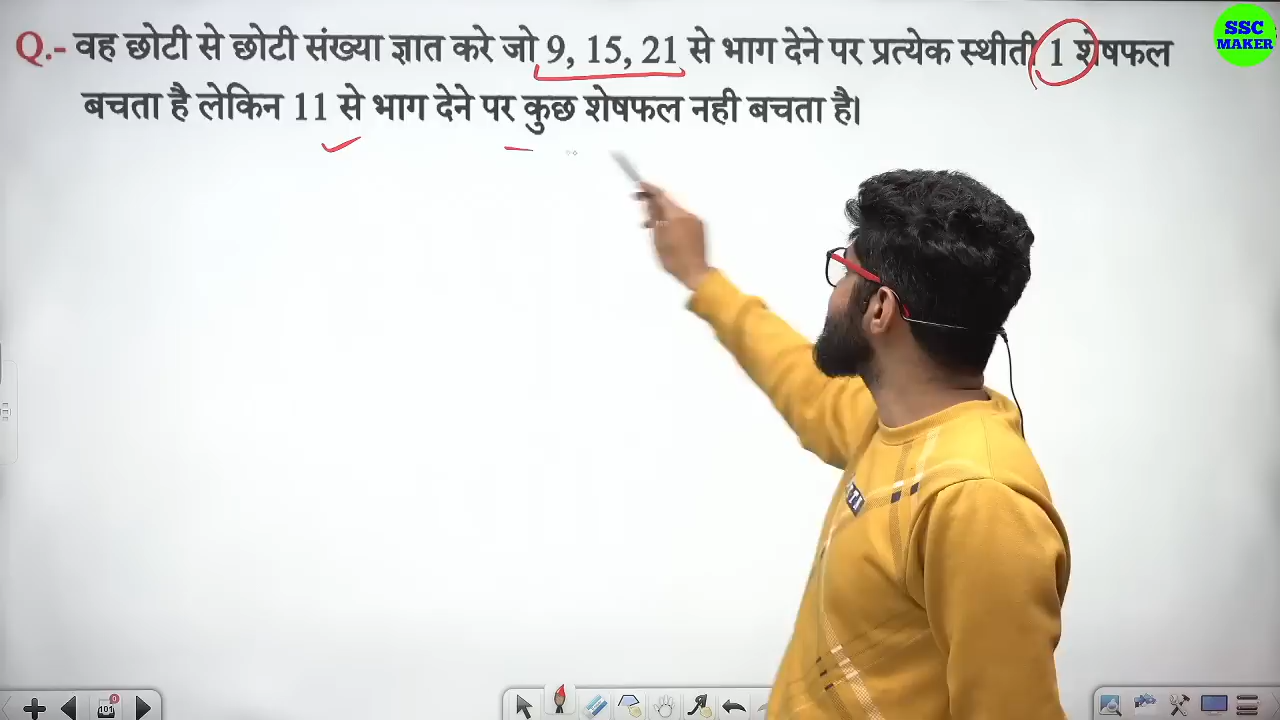 SSC
MAKER
Q.- वह छोटी से छोटी संख्या ज्ञात करे जो 9, 15, 21 से भाग देने पर प्रत्येक स्थीती 1 शेषफल
बचता है लेकिन 11 से भाग देने पर कुछ शेषफल नही बचता है।